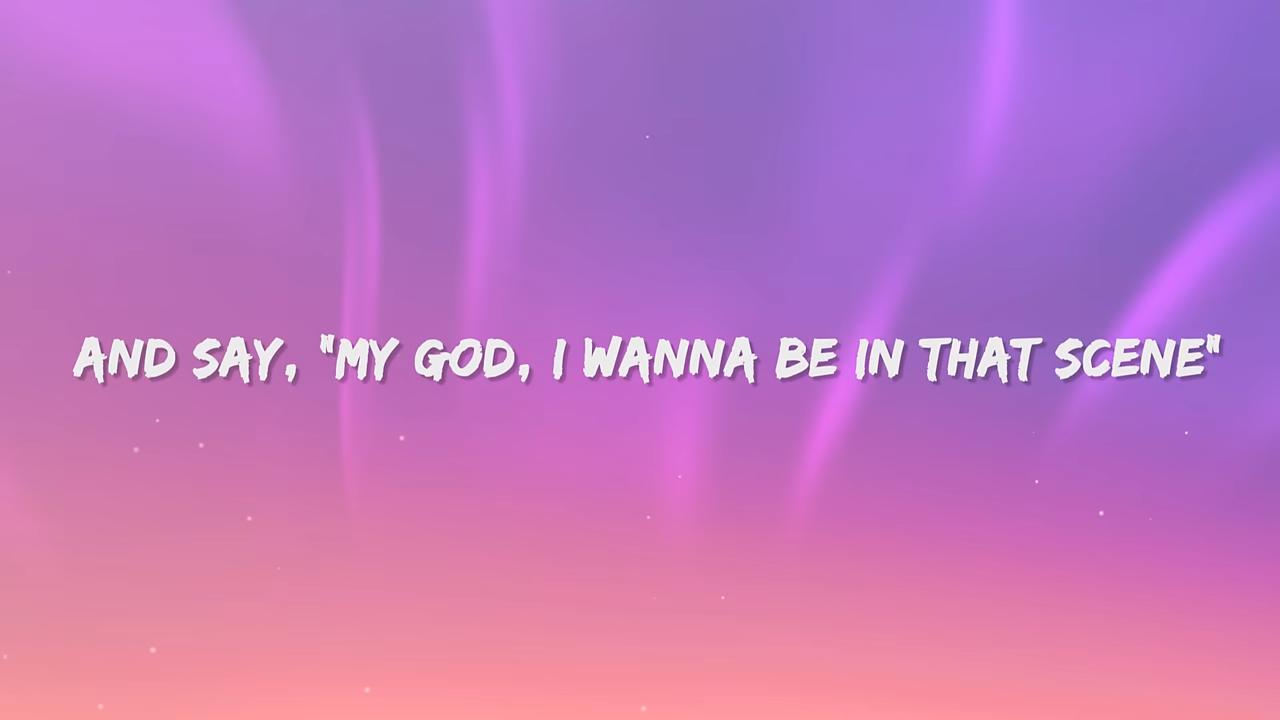 AND SAY, "MY GOD, I WANNA BE IN THAT SCENE"